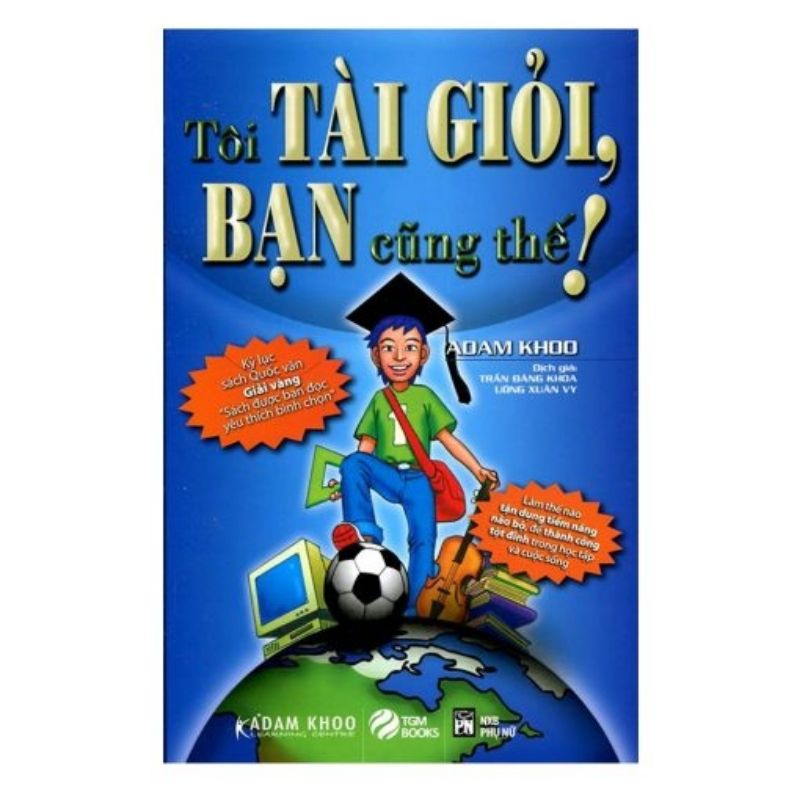 Tôi TÀI GIỎI,
BẠN cũng thế!
ADAM KHOO
Dịch giả:
TRẦN ĐĂNG KHOA
UÔNG XUÂN VY
Kỷ lục
sách Quốc văn
Giải vàng
"Sách được bạn đọc
yêu thích bình chọn"
Làm thế nào
tận dụng tiềm năng
não bộ, để thành công
tột đỉnh trong học tập
và cuộc sống
1
ADAM KHOO
LEARNING CENTRE
TGM
BOOKS
PN
NXB
PHỤ NỮ